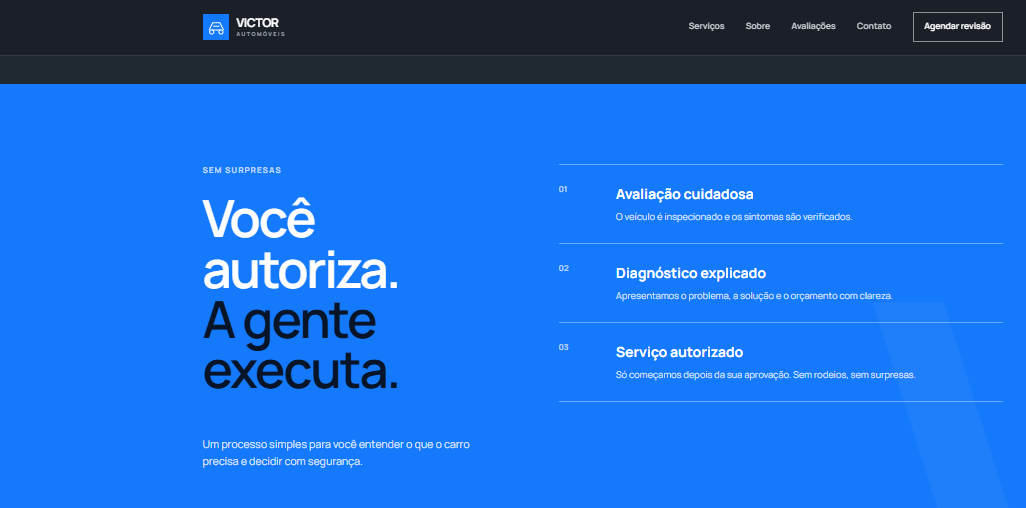 VICTOR
AUTOMÓVEIS
Serviços
Sobre
Avaliações
Contato
Agendar revisão
SEM SURPRESAS
Você
autoriza.
A gente
executa.
Um processo simples para você entender o que o carro
precisa e decidir com segurança.
01
Avaliação cuidadosa
O veículo é inspecionado e os sintomas são verificados.
02
Diagnóstico explicado
Apresentamos o problema, a solução e o orçamento com clareza.
03
Serviço autorizado
Só começamos depois da sua aprovação. Sem rodeios, sem surpresas.